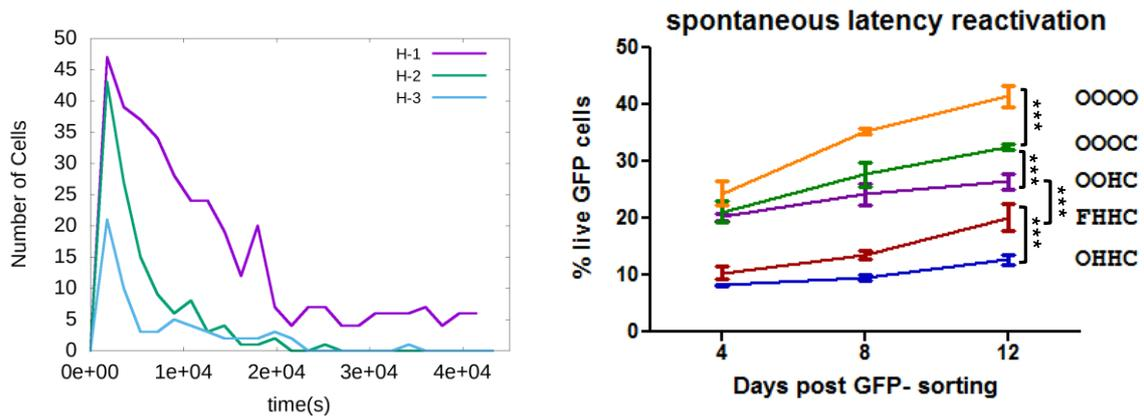 50
45
40
35
30
25
20
15
10
5
0
Number of Cells
H-1
H-2
H-3
0e+00 1e+04 2e+04 3e+04 4e+04
time(s)
spontaneous latency reactivation
50
40
30
20
10
0
% live GFP cells
***
***
***
***
OOOO
OOOC
OOHC
FHHC
OHHC
4 8 12
Days post GFP- sorting